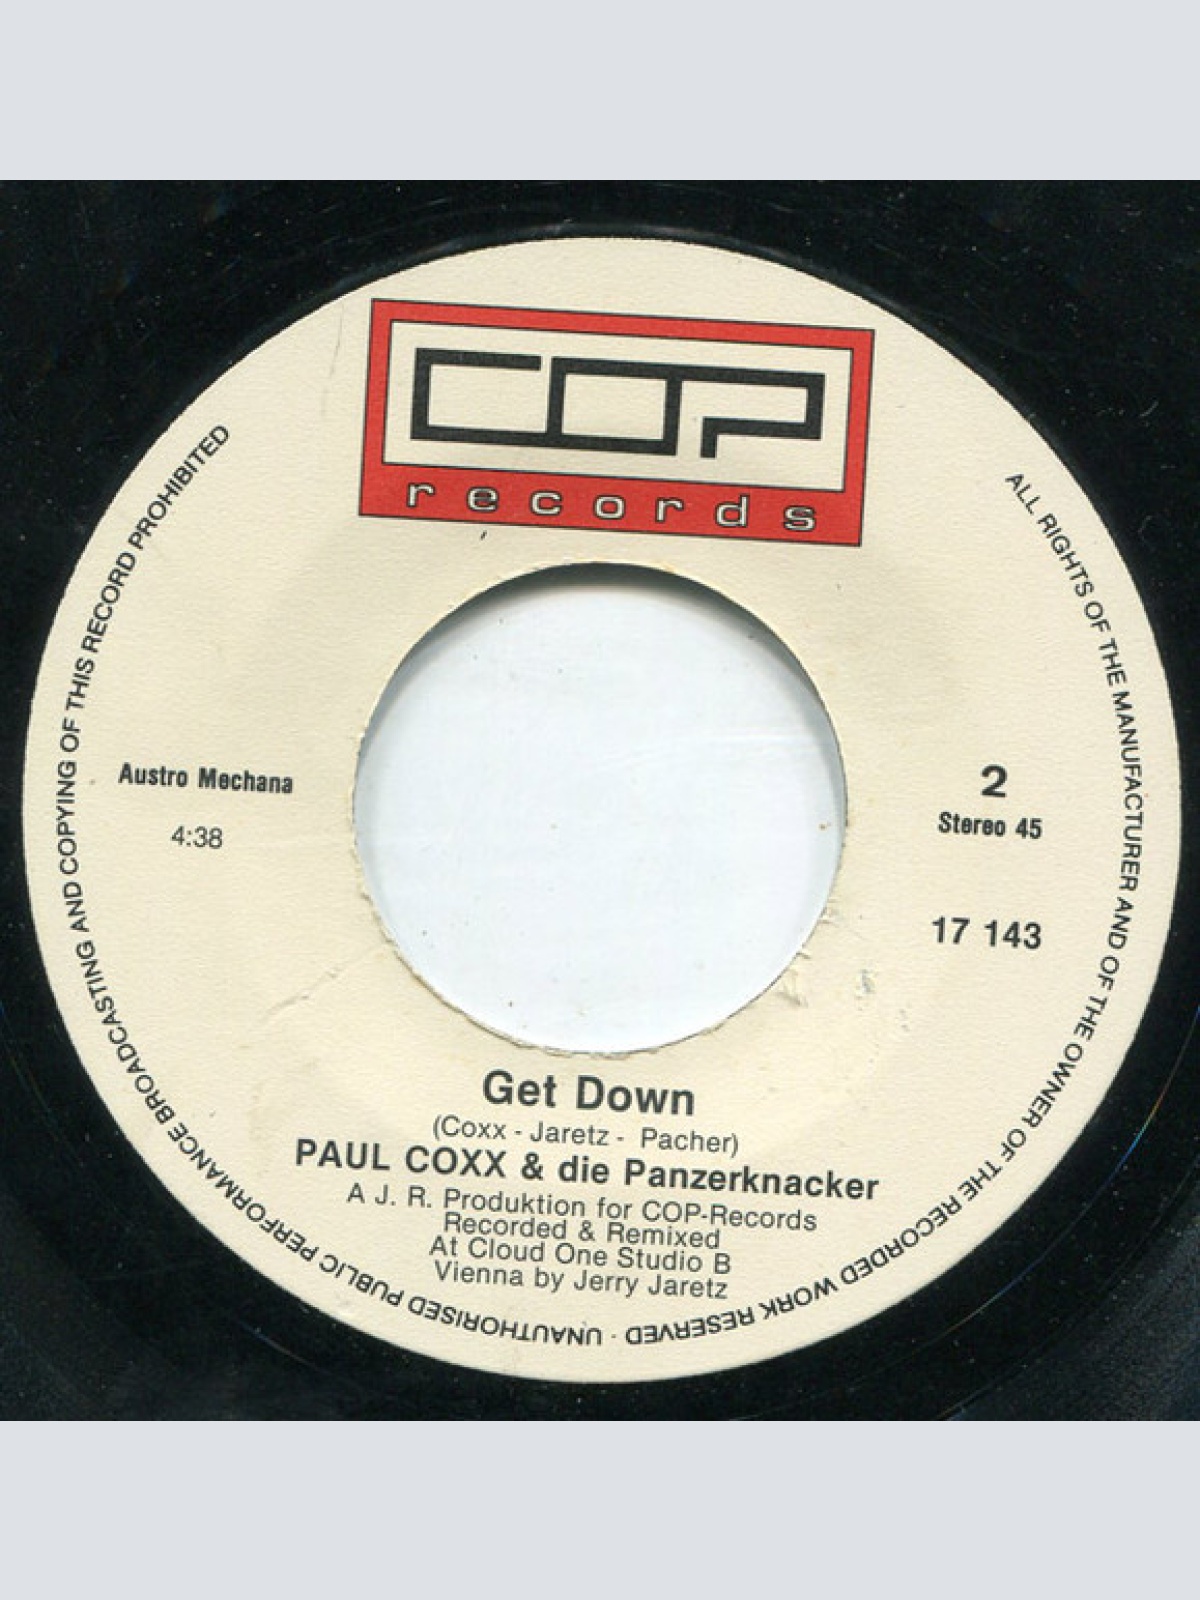 COP
records
ALL RIGHTS OF THE MANUFACTURER AND OF THE OWNER OF THE RECORDED WORK RESERVED · UNAUTHORISED PUBLIC PERFORMANCE BROADCASTING AND COPYING OF THIS RECORD PROHIBITED
Austro Mechana
4:38
2
Stereo 45
17 143
Get Down
(Coxx - Jaretz - Pacher)
PAUL COXX & die Panzerknacker
A J. R. Produktion for COP-Records
Recorded & Remixed
At Cloud One Studio B
Vienna by Jerry Jaretz